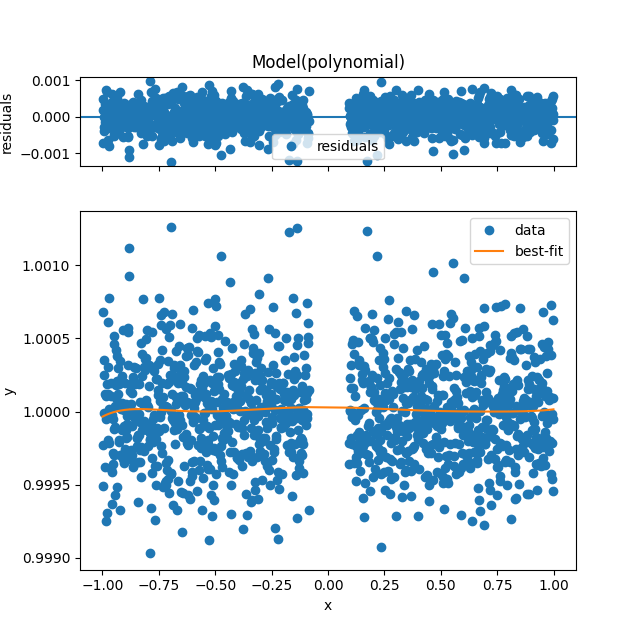 Model(polynomial)
0.001
0.000
−0.001
residuals
residuals
data
best-fit
1.0010
1.0005
1.0000
0.9995
0.9990
y
−1.00 −0.75 −0.50 −0.25 0.00 0.25 0.50 0.75 1.00
x